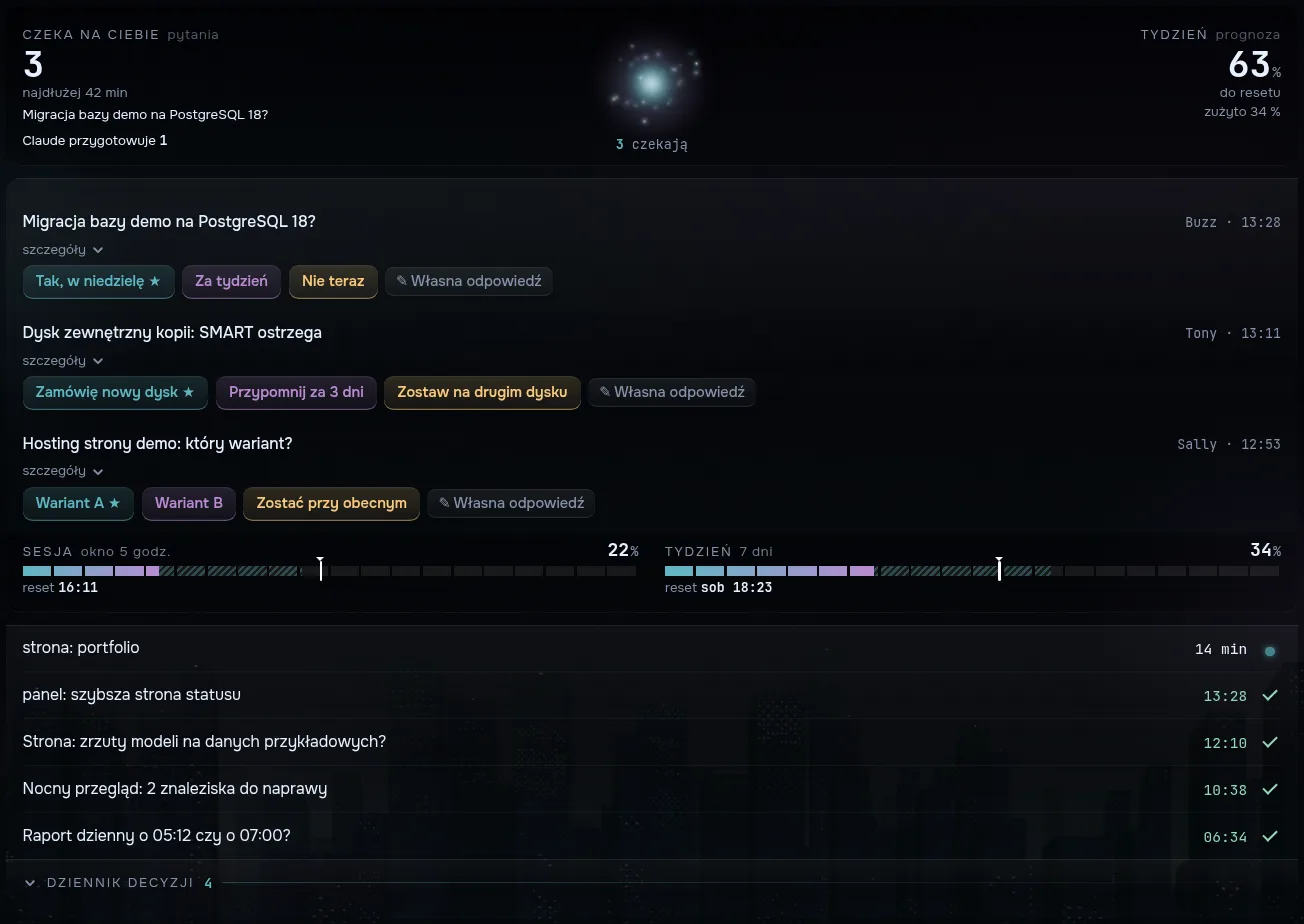 CZEKA NA CIEBIE pytania
3
najdłużej 42 min
Migracja bazy demo na PostgreSQL 18?
Claude przygotowuje 1
3 czekają
TYDZIEŃ prognoza
63%
do resetu
zużyto 34 %
Migracja bazy demo na PostgreSQL 18?
Buzz · 13:28
szczegóły
Tak, w niedzielę ★ Za tydzień Nie teraz ✎ Własna odpowiedź
Dysk zewnętrzny kopii: SMART ostrzega
Tony · 13:11
szczegóły
Zamówię nowy dysk ★ Przypomnij za 3 dni Zostaw na drugim dysku ✎ Własna odpowiedź
Hosting strony demo: który wariant?
Sally · 12:53
szczegóły
Wariant A ★ Wariant B Zostać przy obecnym ✎ Własna odpowiedź
SESJA okno 5 godz. 22%
reset 16:11
TYDZIEŃ 7 dni 34%
reset sob 18:23
strona: portfolio 14 min
panel: szybsza strona statusu 13:28
Strona: zrzuty modeli na danych przykładowych? 12:10
Nocny przegląd: 2 znaleziska do naprawy 10:38
Raport dzienny o 05:12 czy o 07:00? 06:34
DZIENNIK DECYZJI 4